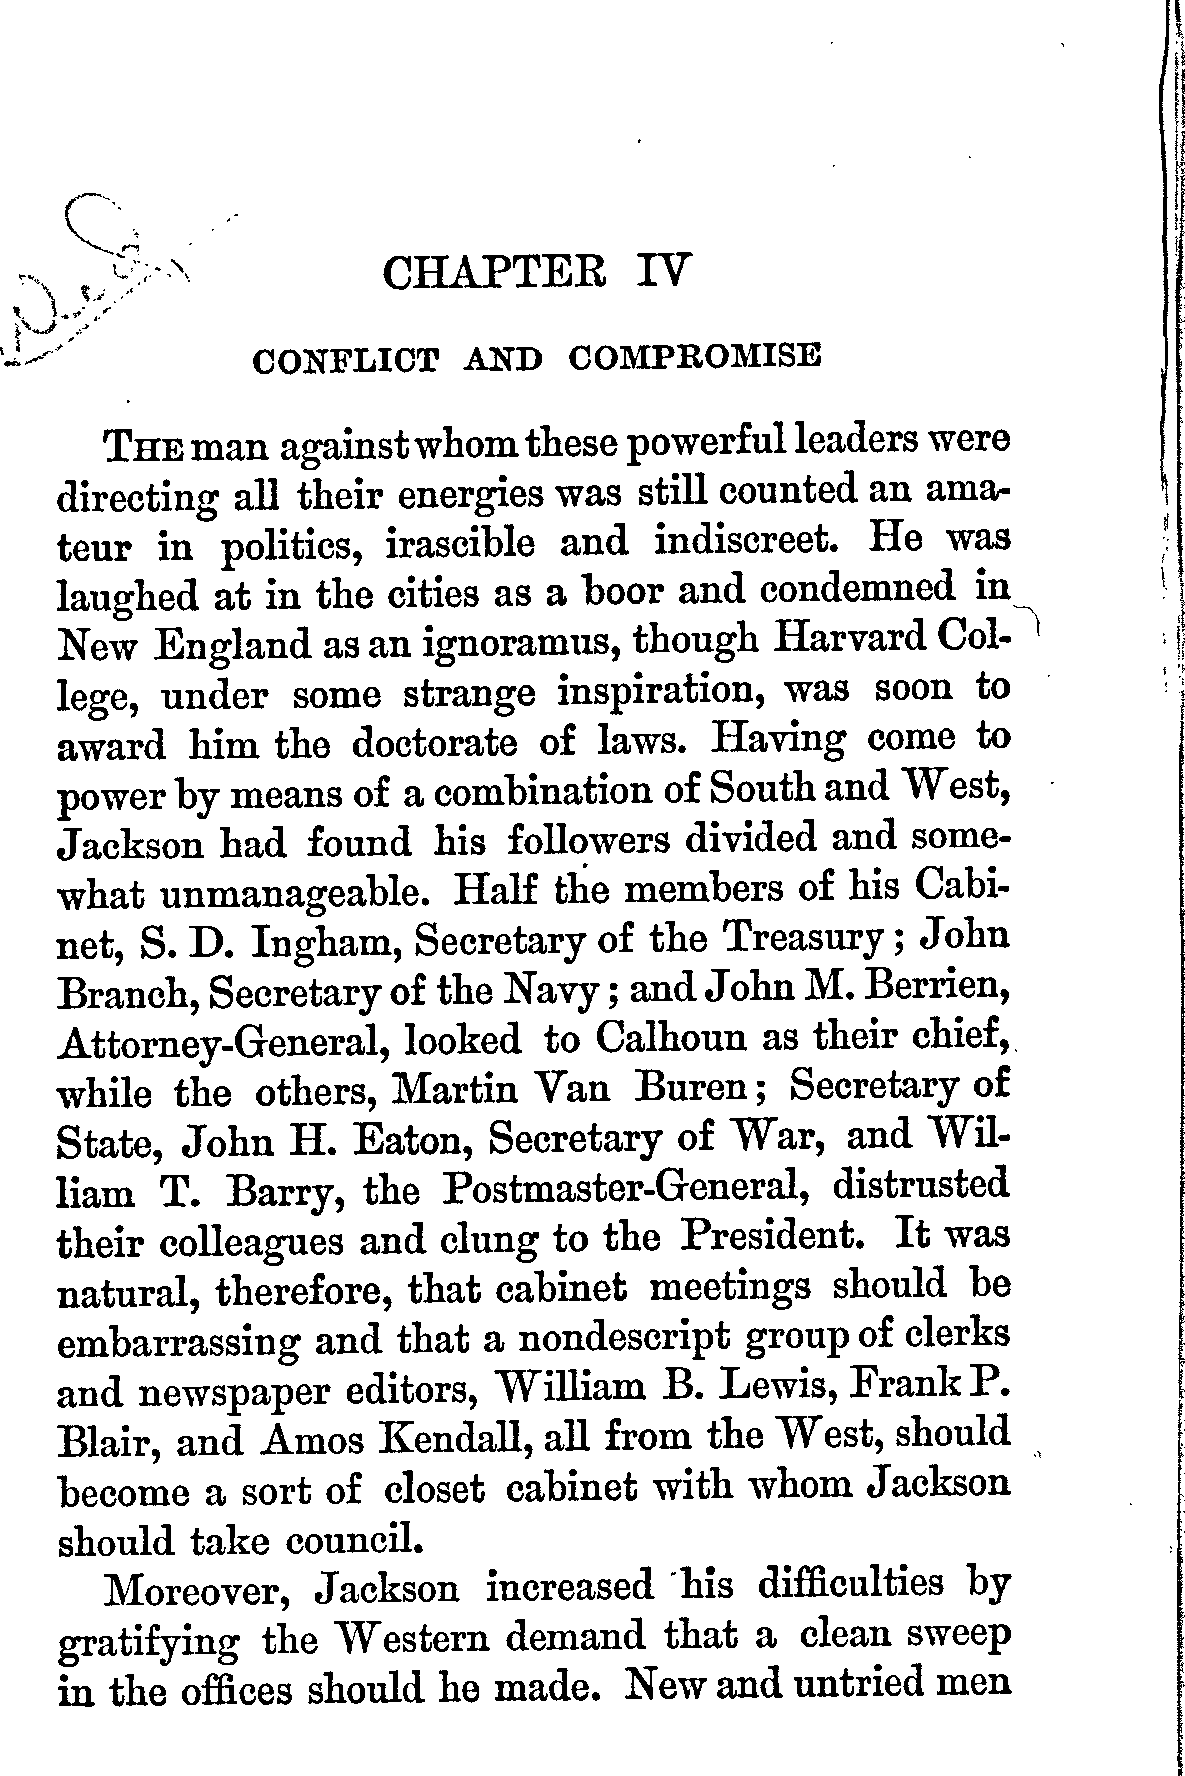 CHAPTER IV
CONFLICT AND COMPROMISE
THE man against whom these powerful leaders were
directing all their energies was still counted an ama-
teur in politics, irascible and indiscreet. He was
laughed at in the cities as a boor and condemned in
New England as an ignoramus, though Harvard Col-
lege, under some strange inspiration, was soon to
award him the doctorate of laws. Having come to
power by means of a combination of South and West,
Jackson had found his followers divided and some-
what unmanageable. Half the members of his Cabi-
net, S. D. Ingham, Secretary of the Treasury; John
Branch, Secretary of the Navy; and John M. Berrien,
Attorney-General, looked to Calhoun as their chief,
while the others, Martin Van Buren; Secretary of
State, John H. Eaton, Secretary of War, and Wil-
liam T. Barry, the Postmaster-General, distrusted
their colleagues and clung to the President. It was
natural, therefore, that cabinet meetings should be
embarrassing and that a nondescript group of clerks
and newspaper editors, William B. Lewis, Frank P.
Blair, and Amos Kendall, all from the West, should
become a sort of closet cabinet with whom Jackson
should take council.
Moreover, Jackson increased his difficulties by
gratifying the Western demand that a clean sweep
in the offices should he made. New and untried men